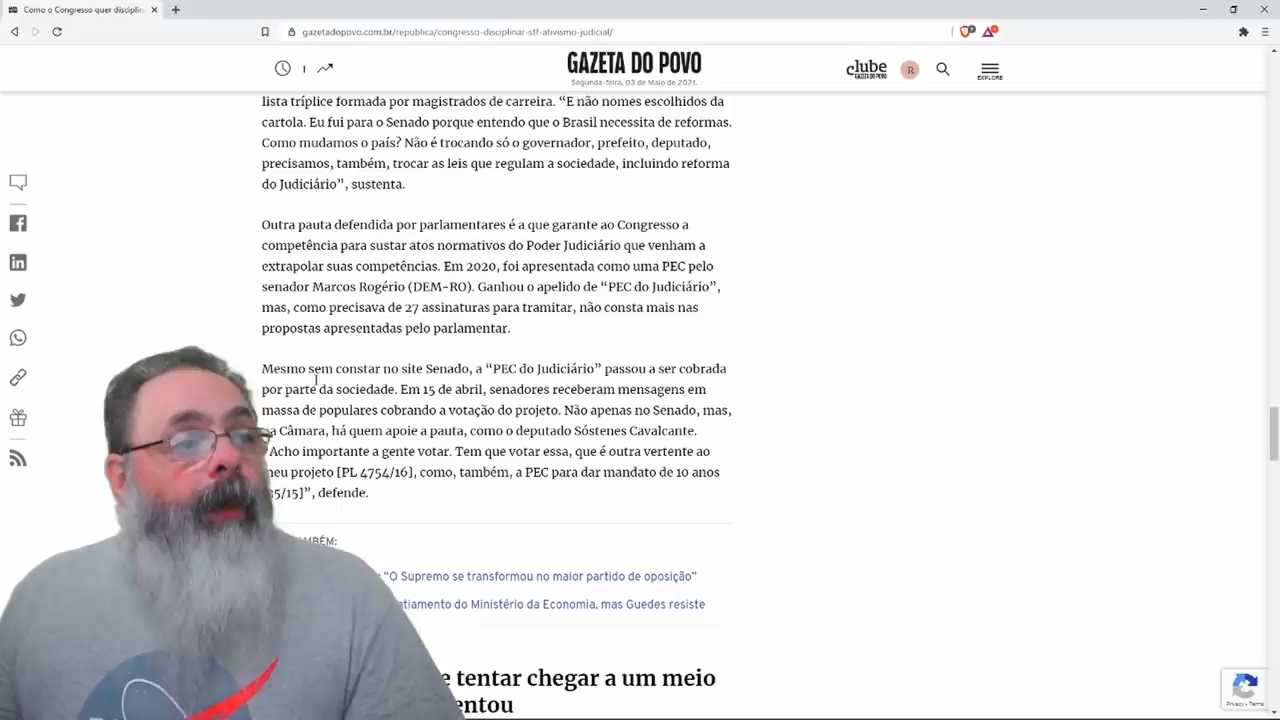 Como o Congresso quer disciplin
gazetadopovo.com.br/republica/congresso-disciplinar-stf-ativismo-judicial/
GAZETA DO POVO
Segunda-feira, 03 de Maio de 2021.
clube
GAZETA DO POVO
R
EXPLORE
lista tríplice formada por magistrados de carreira. “E não nomes escolhidos da
cartola. Eu fui para o Senado porque entendo que o Brasil necessita de reformas.
Como mudamos o país? Não é trocando só o governador, prefeito, deputado,
precisamos, também, trocar as leis que regulam a sociedade, incluindo reforma
do Judiciário”, sustenta.
Outra pauta defendida por parlamentares é a que garante ao Congresso a
competência para sustar atos normativos do Poder Judiciário que venham a
extrapolar suas competências. Em 2020, foi apresentada como uma PEC pelo
senador Marcos Rogério (DEM-RO). Ganhou o apelido de “PEC do Judiciário”,
mas, como precisava de 27 assinaturas para tramitar, não consta mais nas
propostas apresentadas pelo parlamentar.
Mesmo sem constar no site Senado, a “PEC do Judiciário” passou a ser cobrada
por parte da sociedade. Em 15 de abril, senadores receberam mensagens em
massa de populares cobrando a votação do projeto. Não apenas no Senado, mas,
a Câmara, há quem apoie a pauta, como o deputado Sóstenes Cavalcante.
Acho importante a gente votar. Tem que votar essa, que é outra vertente ao
meu projeto [PL 4754/16], como, também, a PEC para dar mandato de 10 anos
35/15]”, defende.
MBÉM:
“O Supremo se transformou no maior partido de oposição”
do Ministério da Economia, mas Guedes resiste
e tentar chegar a um meio
entou
Privacy - Terms